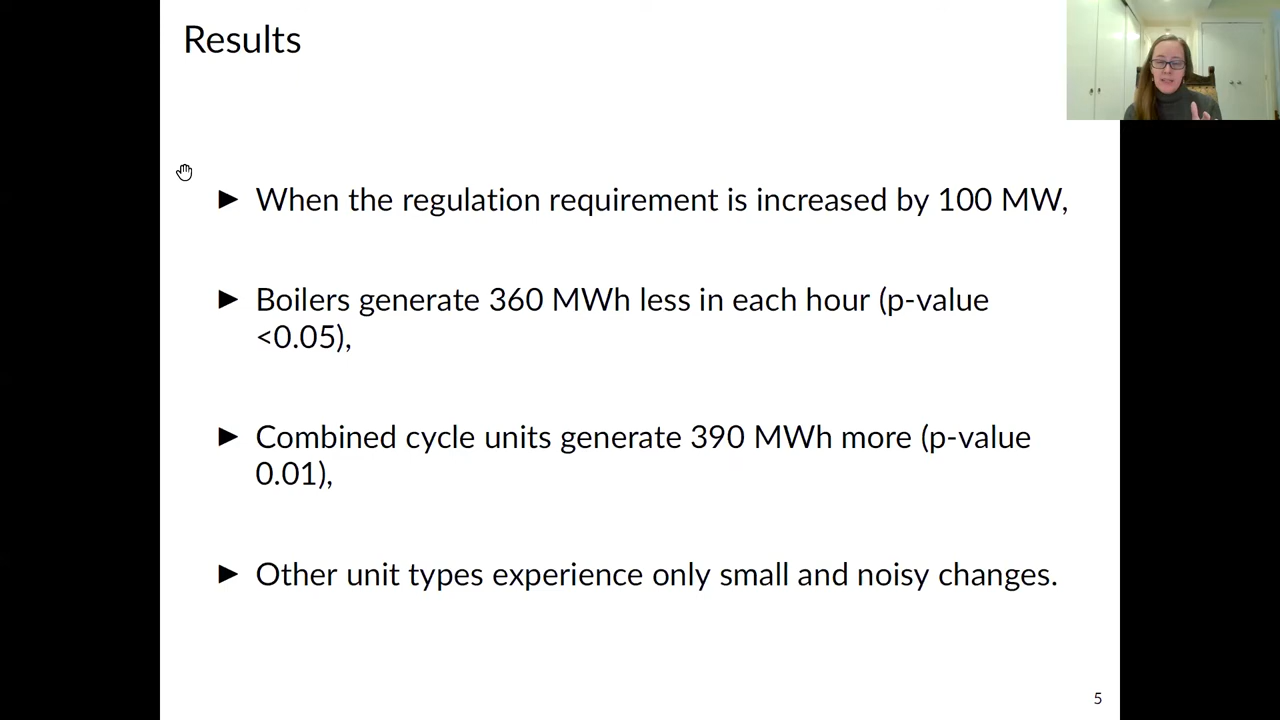 Results
► When the regulation requirement is increased by 100 MW,
► Boilers generate 360 MWh less in each hour (p-value
<0.05),
► Combined cycle units generate 390 MWh more (p-value
0.01),
► Other unit types experience only small and noisy changes.
5